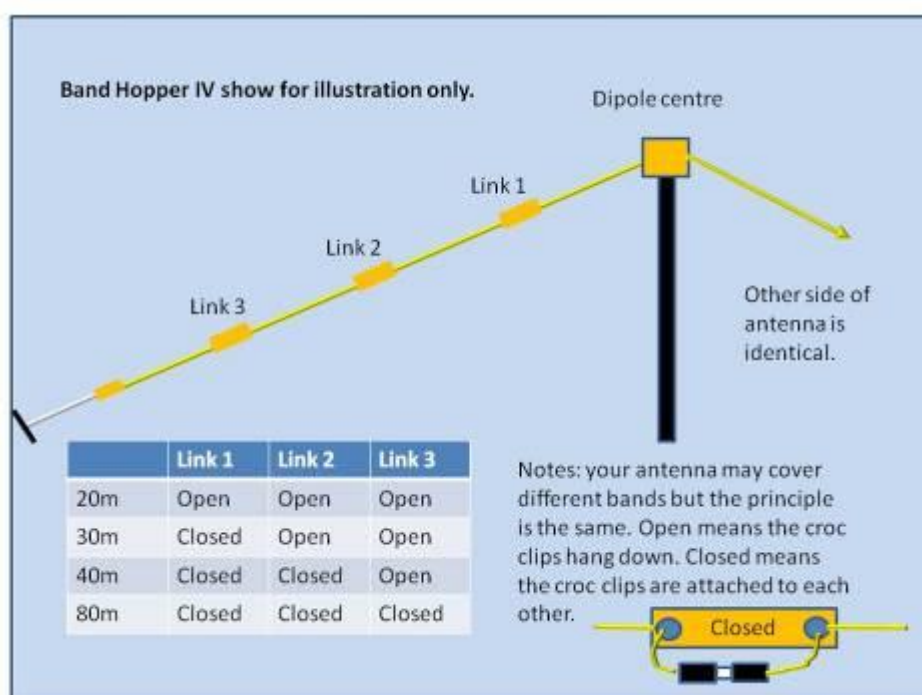 Band Hopper IV show for illustration only.
Dipole centre
Link 1
Link 2
Link 3
Other side of
antenna is
identical.
Link 1 Link 2 Link 3
20m Open Open Open
30m Closed Open Open
40m Closed Closed Open
80m Closed Closed Closed
Notes: your antenna may cover
different bands but the principle
is the same. Open means the croc
clips hang down. Closed means
the croc clips are attached to each
other.
Closed